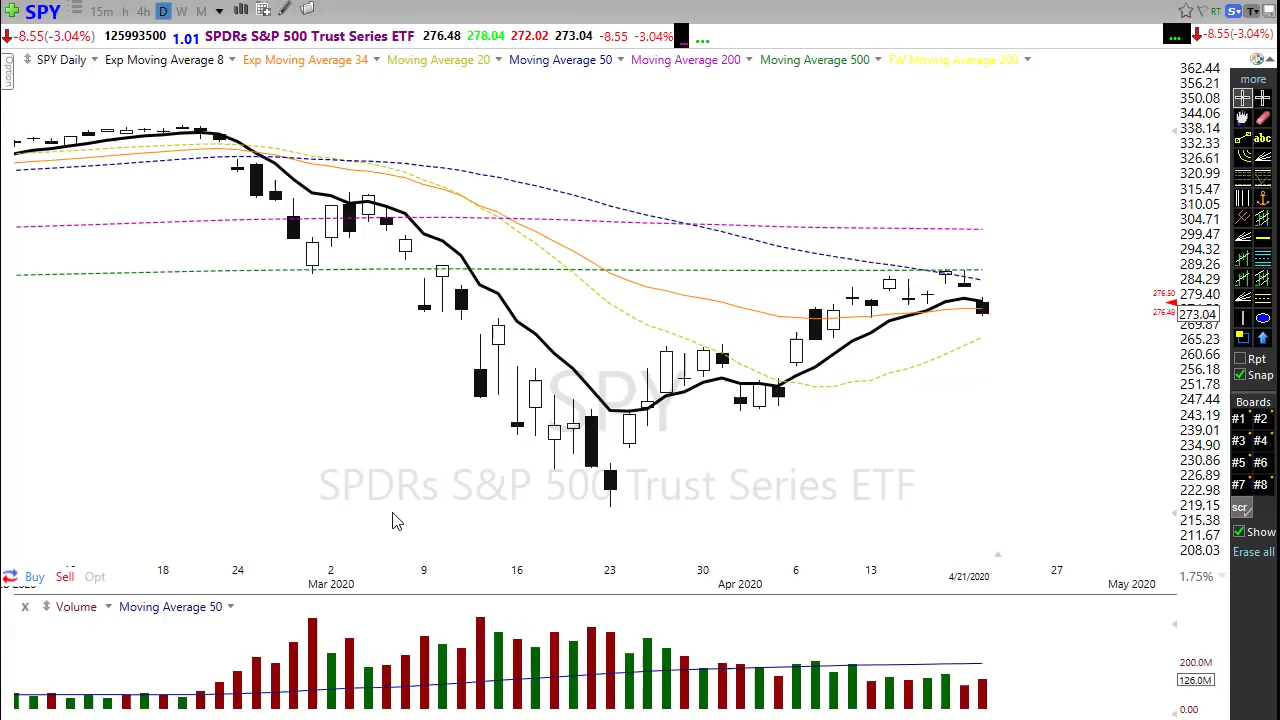 SPY 15m h 4h D W M RT S T
-8.55(-3.04%) 125993500 1.01 SPDRs S&P 500 Trust Series ETF 276.48 278.04 272.02 273.04 -8.55 -3.04% ... ... -8.55(-3.04%)
Option
SPY Daily Exp Moving Average 8 Exp Moving Average 34 Moving Average 20 Moving Average 50 Moving Average 200 Moving Average 500 FW Moving Average 200
362.44
356.21
350.08
344.06
338.14
332.33
326.61
320.99
315.47
310.05
304.71
299.47
294.32
289.26
284.29
279.40
276.50
276.48
273.04
269.87
265.23
260.66
256.18
251.78
247.44
243.19
239.01
234.90
230.86
226.89
222.98
219.15
215.38
211.67
208.03
more
abc
Rpt
Snap
Boards
#1 #2
#3 #4
#5 #6
#7 #8
scr
Show
Erase all
SPY
SPDRs S&P 500 Trust Series ETF
18 24 2 9 16 23 30 6 13 4/21/2020 27
Mar 2020 Apr 2020 May 2020
Buy Sell Opt 1.75%
x Volume Moving Average 50
200.0M
126.0M
0.00